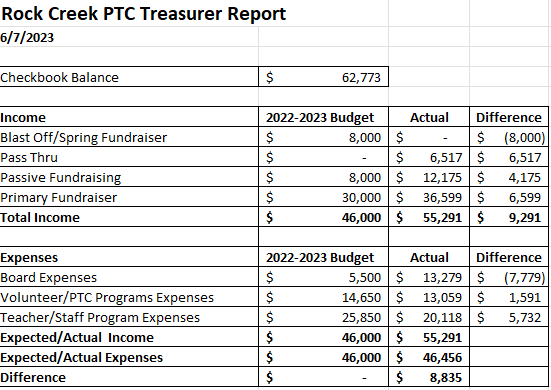 Rock Creek PTC Treasurer Report
6/7/2023
Checkbook Balance $ 62,773
Income 2022-2023 Budget Actual Difference
Blast Off/Spring Fundraiser $ 8,000 $ - $ (8,000)
Pass Thru $ - $ 6,517 $ 6,517
Passive Fundraising $ 8,000 $ 12,175 $ 4,175
Primary Fundraiser $ 30,000 $ 36,599 $ 6,599
Total Income $ 46,000 $ 55,291 $ 9,291
Expenses 2022-2023 Budget Actual Difference
Board Expenses $ 5,500 $ 13,279 $ (7,779)
Volunteer/PTC Programs Expenses $ 14,650 $ 13,059 $ 1,591
Teacher/Staff Program Expenses $ 25,850 $ 20,118 $ 5,732
Expected/Actual Income $ 46,000 $ 55,291
Expected/Actual Expenses $ 46,000 $ 46,456
Difference $ - $ 8,835